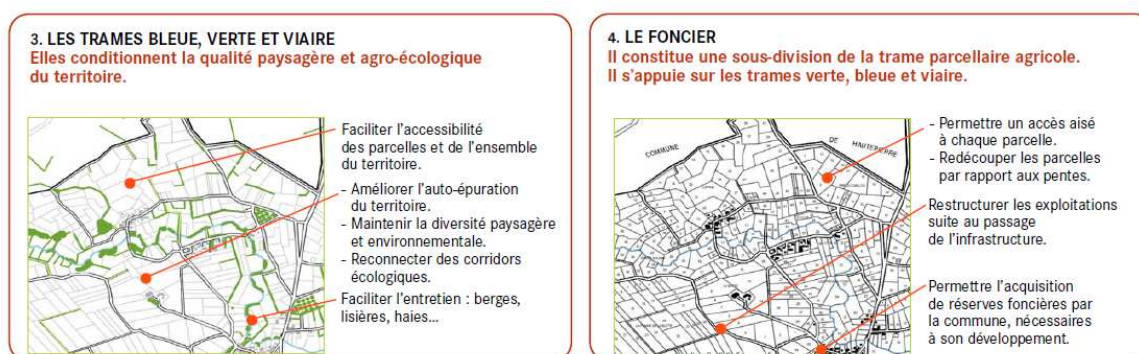 3. LES TRAMES BLEUE, VERTE ET VIAIRE
Elles conditionnent la qualité paysagère et agro-écologique
du territoire.
Faciliter l'accessibilité
des parcelles et de l'ensemble
du territoire.
- Améliorer l'auto-épuration
du territoire.
- Maintenir la diversité paysagère
et environnementale.
- Reconnecter des corridors
écologiques.
Faciliter l'entretien : berges,
lisières, haies...
4. LE FONCIER
Il constitue une sous-division de la trame parcellaire agricole.
Il s'appuie sur les trames verte, bleue et viaire.
COMMUNE
DE HAUTEPIERRE
- Permettre un accès aisé
à chaque parcelle.
- Redécouper les parcelles
par rapport aux pentes.
Restructurer les exploitations
suite au passage
de l'infrastructure.
Permettre l'acquisition
de réserves foncières par
la commune, nécessaires
à son développement.